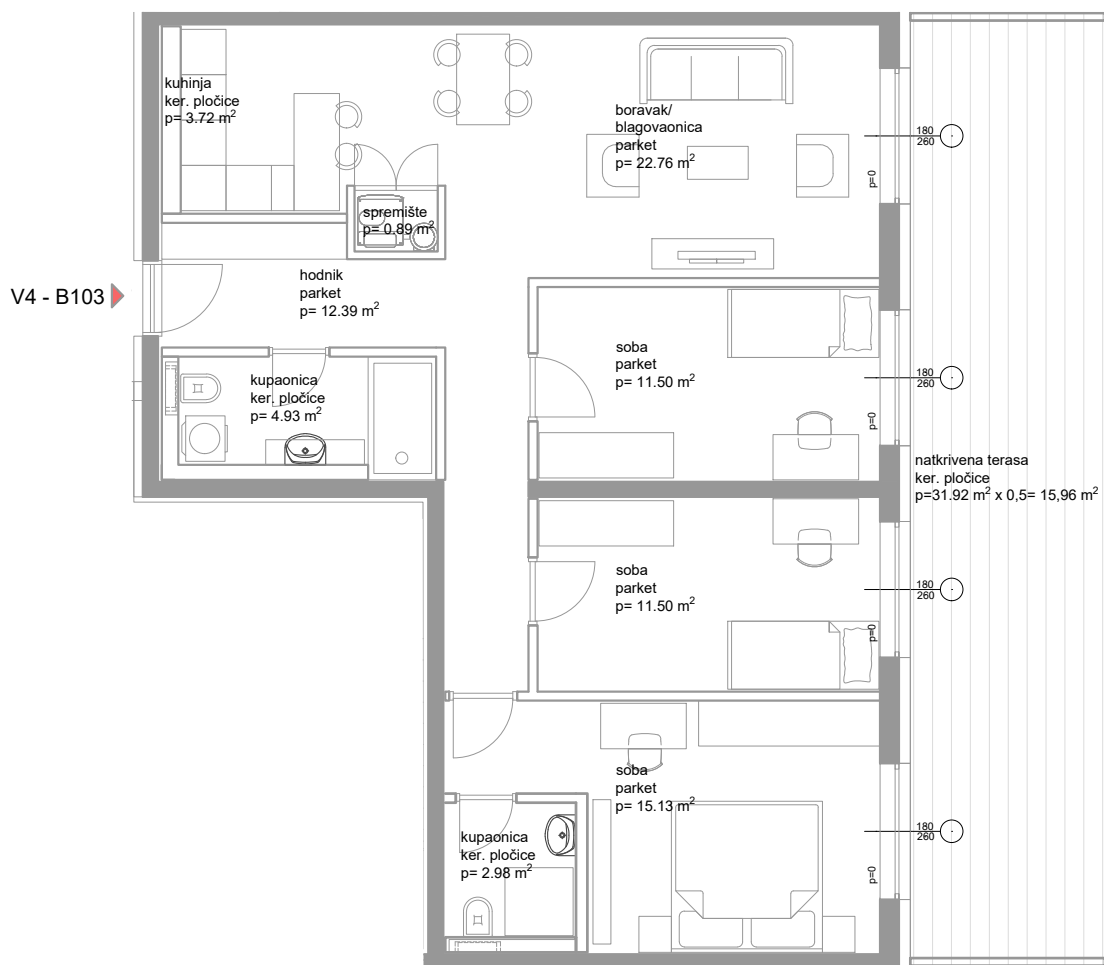 kuhinja
ker. pločice
p= 3.72 m²
boravak/
blagovaonica
parket
p= 22.76 m²
180
260
p=0
spremište
p= 0.89 m²
hodnik
parket
p= 12.39 m²
V4 - B103
soba
parket
p= 11.50 m²
180
260
p=0
kupaonica
ker. pločice
p= 4.93 m²
natkrivena terasa
ker. pločice
p=31.92 m² x 0,5= 15,96 m²
soba
parket
p= 11.50 m²
180
260
p=0
soba
parket
p= 15.13 m²
180
260
p=0
kupaonica
ker. pločice
p= 2.98 m²